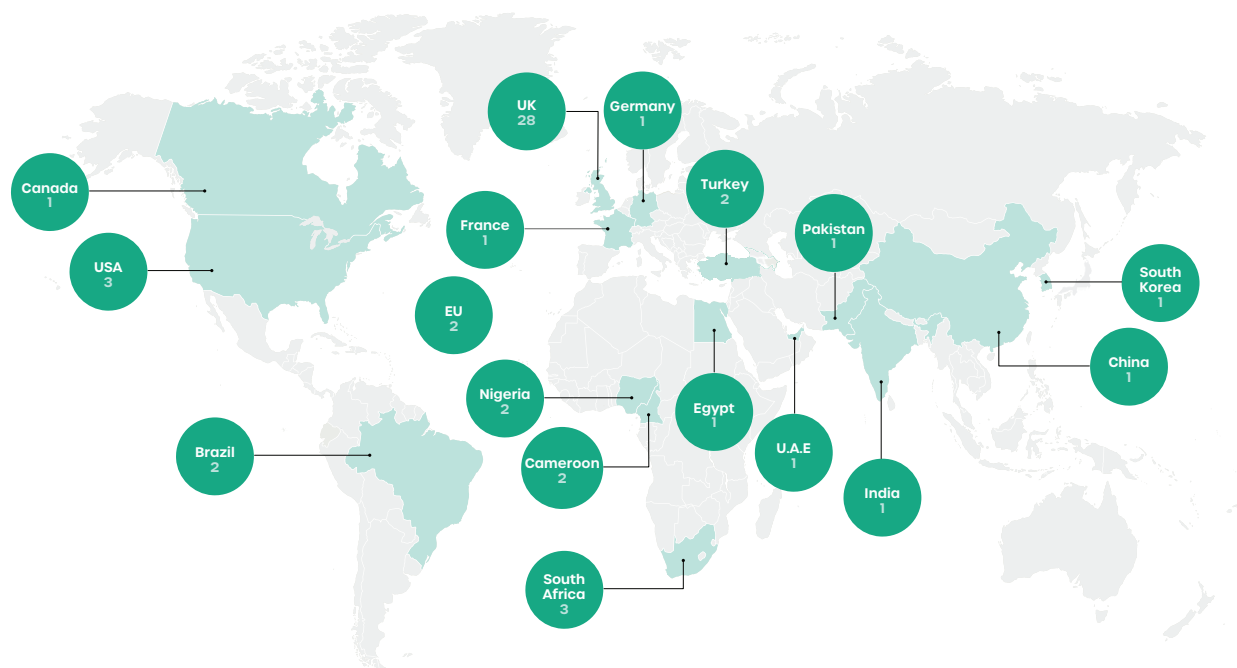 UK
28
Germany
1
Canada
1
Turkey
2
France
1
Pakistan
1
USA
3
South
Korea
1
EU
2
China
1
Nigeria
2
Egypt
1
Brazil
2
U.A.E
1
Cameroon
2
India
1
South
Africa
3